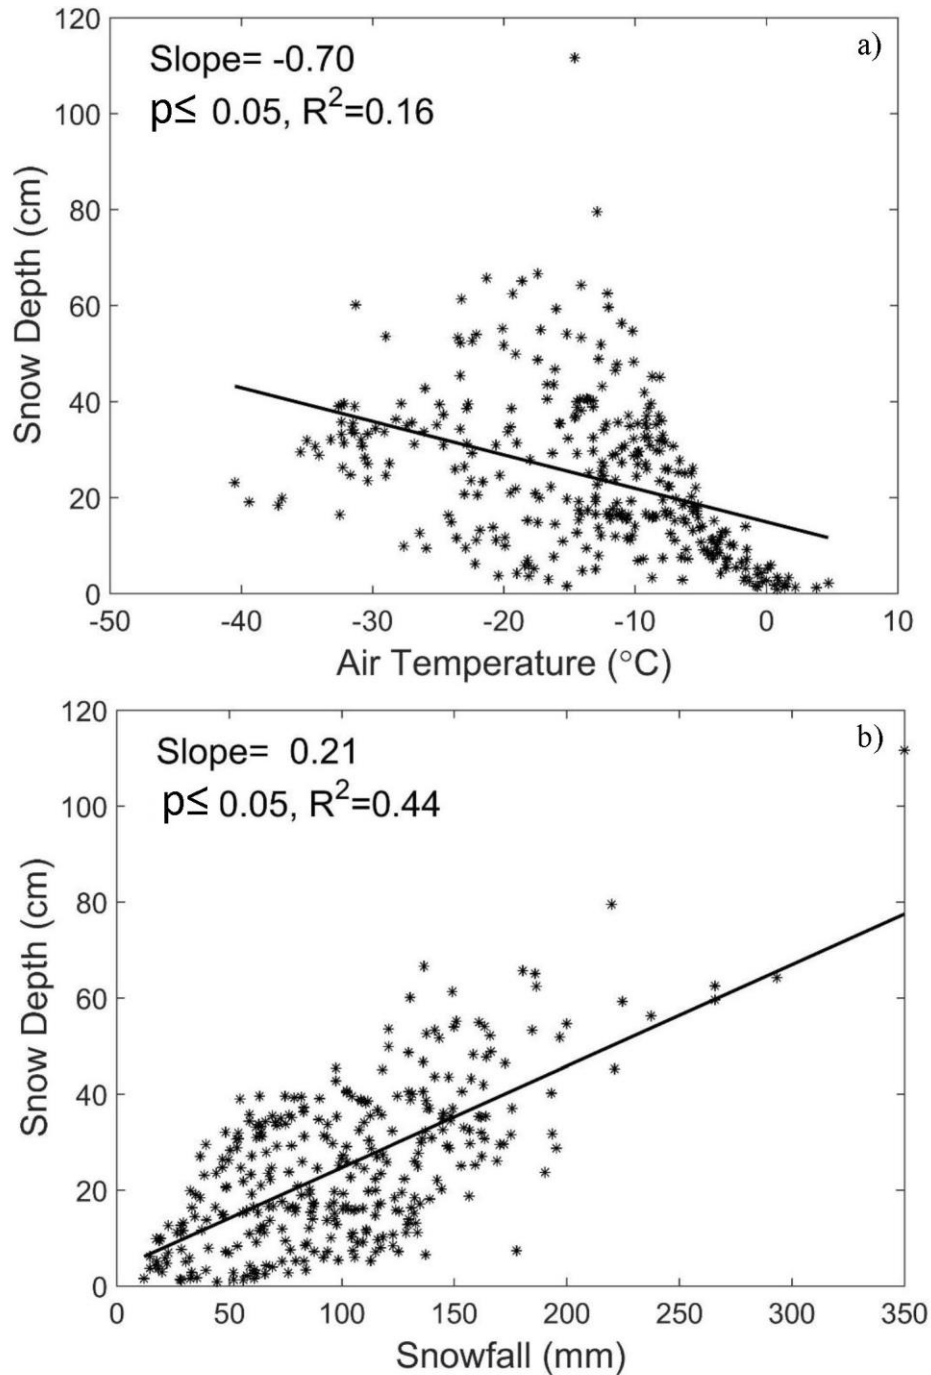 120
100
80
60
40
20
0
Snow Depth (cm)
Slope= -0.70
p≤ 0.05, R²=0.16
a)
-50 -40 -30 -20 -10 0 10
Air Temperature (°C)
120
100
80
60
40
20
0
Snow Depth (cm)
Slope= 0.21
p≤ 0.05, R²=0.44
b)
0 50 100 150 200 250 300 350
Snowfall (mm)